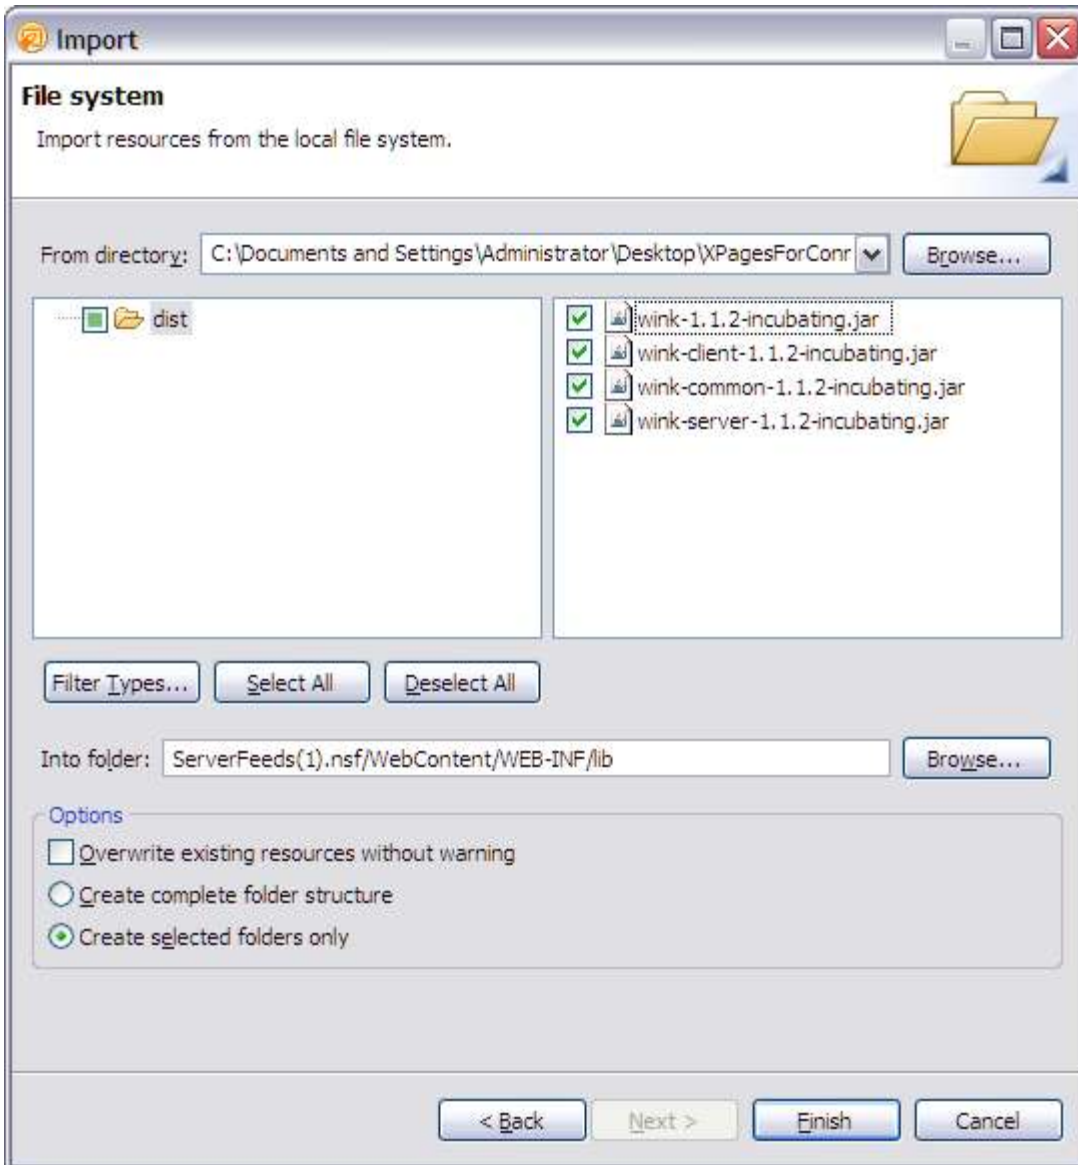 Import
File system
Import resources from the local file system.
From directory: C:\Documents and Settings\Administrator\Desktop\XPagesForConr Browse...
dist
wink-1.1.2-incubating.jar
wink-client-1.1.2-incubating.jar
wink-common-1.1.2-incubating.jar
wink-server-1.1.2-incubating.jar
Filter Types... Select All Deselect All
Into folder: ServerFeeds(1).nsf/WebContent/WEB-INF/lib Browse...
Options
Overwrite existing resources without warning
Create complete folder structure
Create selected folders only
< Back Next > Finish Cancel